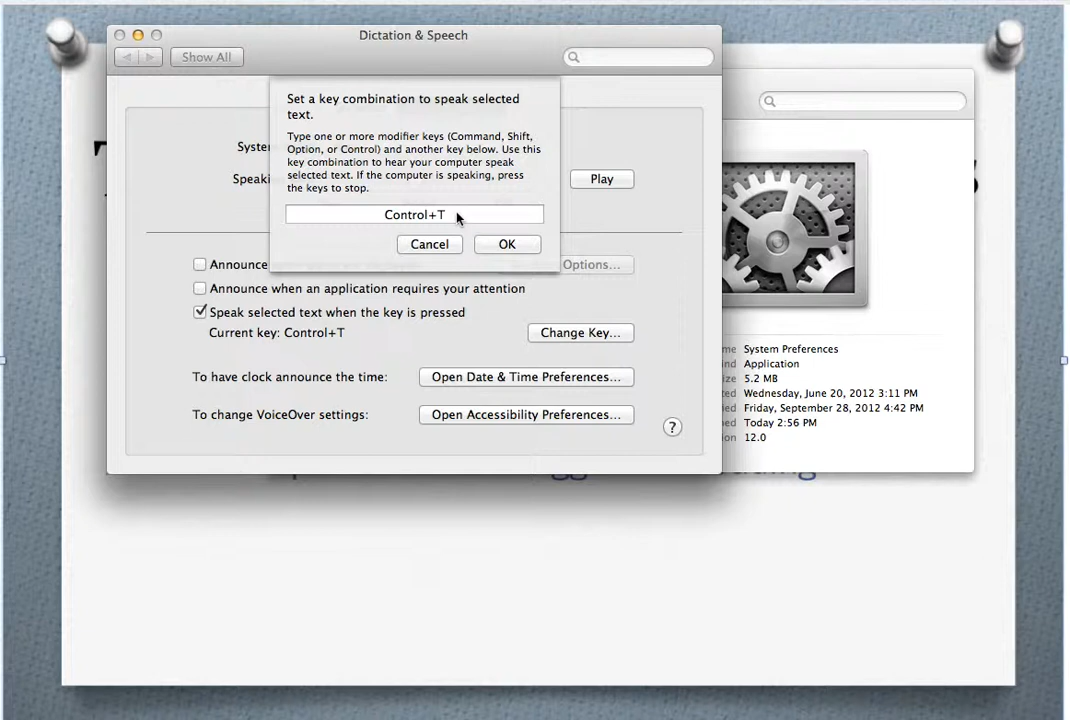 Dictation & Speech
Show All
Set a key combination to speak selected
text.
Type one or more modifier keys (Command, Shift,
Option, or Control) and another key below. Use this
key combination to hear your computer speak
selected text. If the computer is speaking, press
the keys to stop.
Control+T
Cancel
OK
Play
Announce
Options...
Announce when an application requires your attention
Speak selected text when the key is pressed
Current key: Control+T
Change Key...
To have clock announce the time:
Open Date & Time Preferences...
To change VoiceOver settings:
Open Accessibility Preferences...
?
System Preferences
Application
5.2 MB
Wednesday, June 20, 2012 3:11 PM
Friday, September 28, 2012 4:42 PM
Today 2:56 PM
12.0